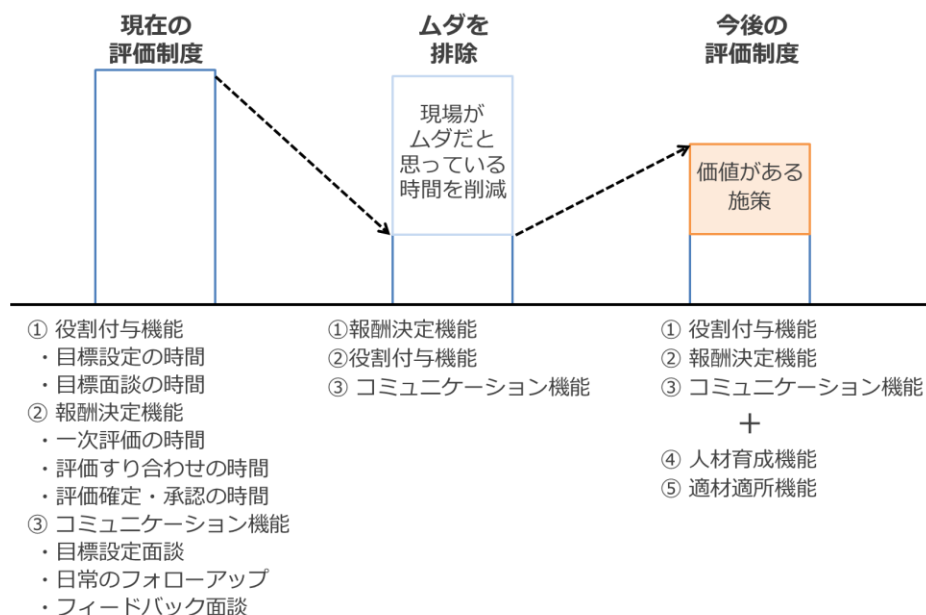 現在の
評価制度
ムダを
排除
今後の
評価制度
現場が
ムダだと
思っている
時間を削減
価値がある
施策
① 役割付与機能
・目標設定の時間
・目標面談の時間
② 報酬決定機能
・一次評価の時間
・評価すり合わせの時間
・評価確定・承認の時間
③ コミュニケーション機能
・目標設定面談
・日常のフォローアップ
・フィードバック面談
①報酬決定機能
②役割付与機能
③ コミュニケーション機能
① 役割付与機能
② 報酬決定機能
③ コミュニケーション機能
＋
④ 人材育成機能
⑤ 適材適所機能